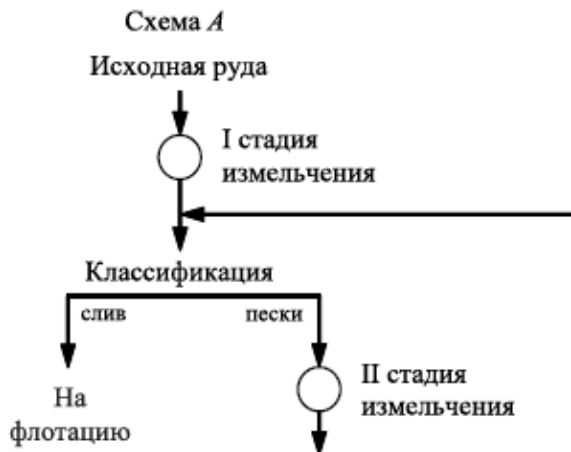 Схема А
Исходная руда
I стадия
измельчения
Классификация
слив
пески
II стадия
измельчения
На
флотацию